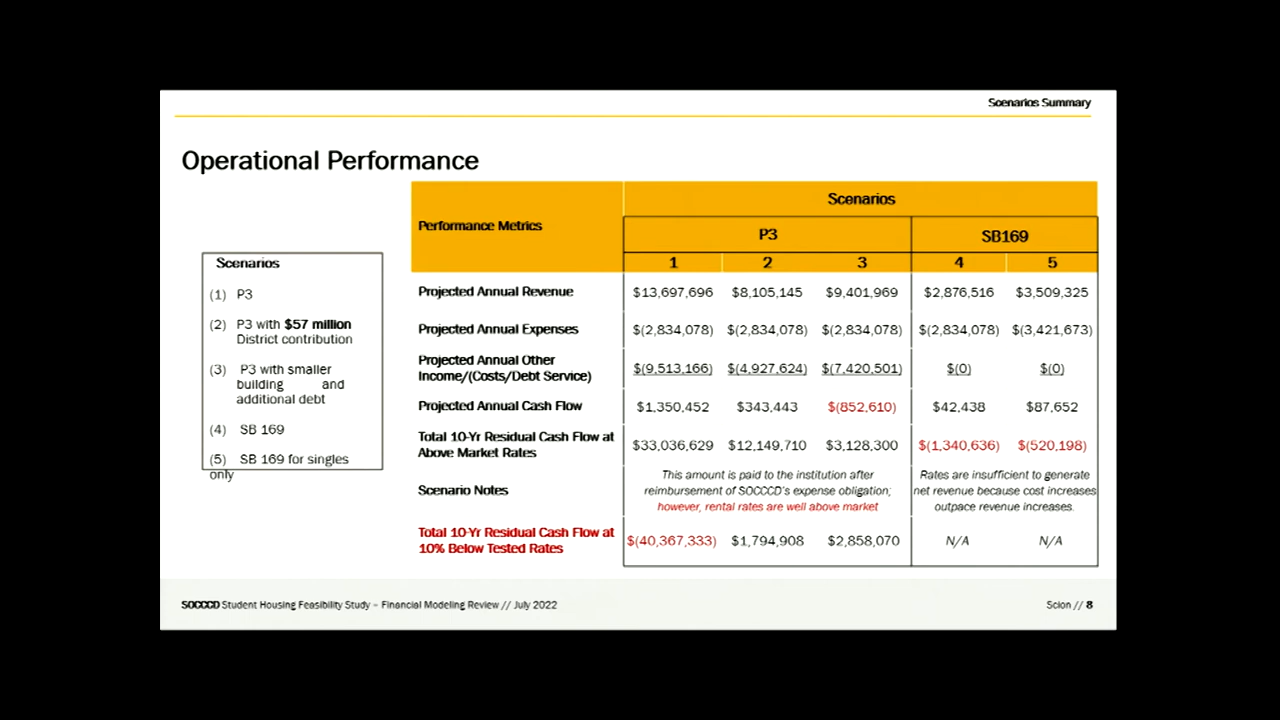 Scenarios Summary
Operational Performance
Scenarios
(1) P3
(2) P3 with $57 million
District contribution
(3) P3 with smaller
building and
additional debt
(4) SB 169
(5) SB 169 for singles
only
Performance Metrics
Scenarios
P3 SB169
1 2 3 4 5
Projected Annual Revenue $13,697,696 $8,105,145 $9,401,969 $2,876,516 $3,509,325
Projected Annual Expenses $(2,834,078) $(2,834,078) $(2,834,078) $(2,834,078) $(3,421,673)
Projected Annual Other
Income/(Costs/Debt Service) $(9,513,166) $(4,927,624) $(7,420,501) $(0) $(0)
Projected Annual Cash Flow $1,350,452 $343,443 $(852,610) $42,438 $87,652
Total 10-Yr Residual Cash Flow at
Above Market Rates $33,036,629 $12,149,710 $3,128,300 $(1,340,636) $(520,198)
Scenario Notes
This amount is paid to the institution after
reimbursement of SOCCCD's expense obligation;
however, rental rates are well above market
Rates are insufficient to generate
net revenue because cost increases
outpace revenue increases.
Total 10-Yr Residual Cash Flow at
10% Below Tested Rates $(40,367,333) $1,794,908 $2,858,070 N/A N/A
SOCCCD Student Housing Feasibility Study – Financial Modeling Review // July 2022
Scion // 8